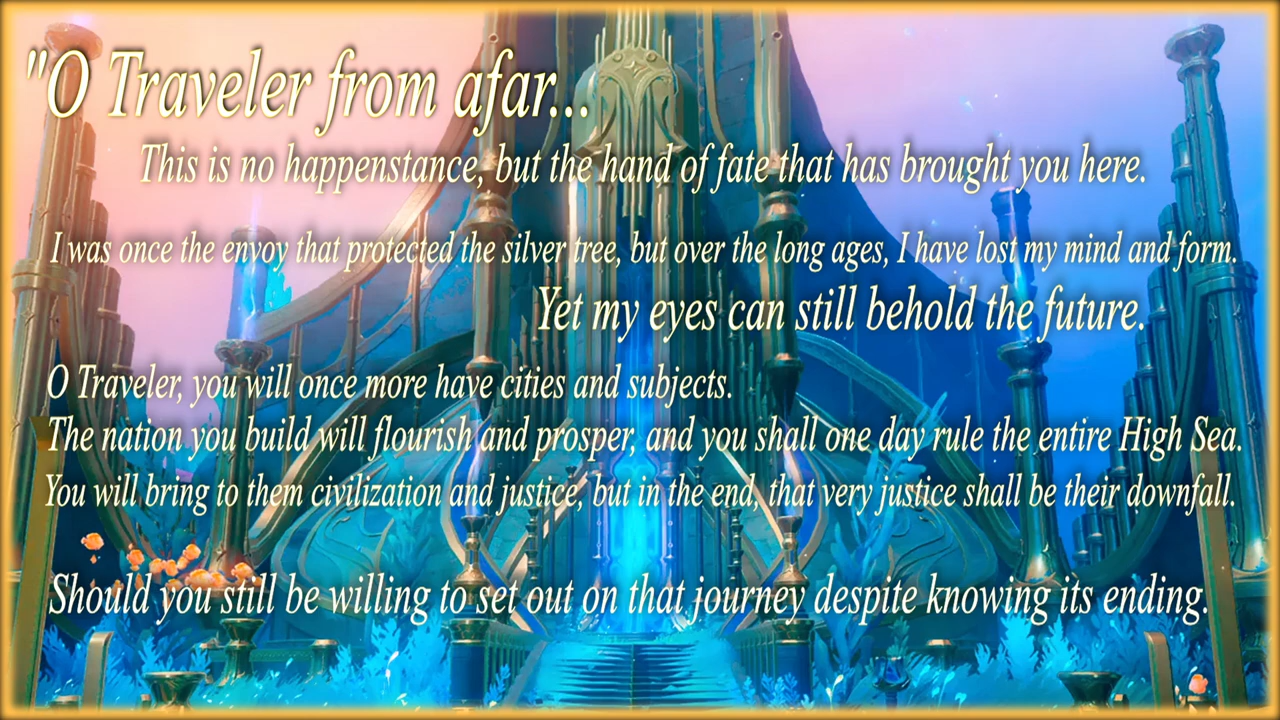 "O Traveler from afar...
This is no happenstance, but the hand of fate that has brought you here.
I was once the envoy that protected the silver tree, but over the long ages, I have lost my mind and form.
Yet my eyes can still behold the future.
O Traveler, you will once more have cities and subjects.
The nation you build will flourish and prosper, and you shall one day rule the entire High Sea.
You will bring to them civilization and justice, but in the end, that very justice shall be their downfall.
Should you still be willing to set out on that journey despite knowing its ending.